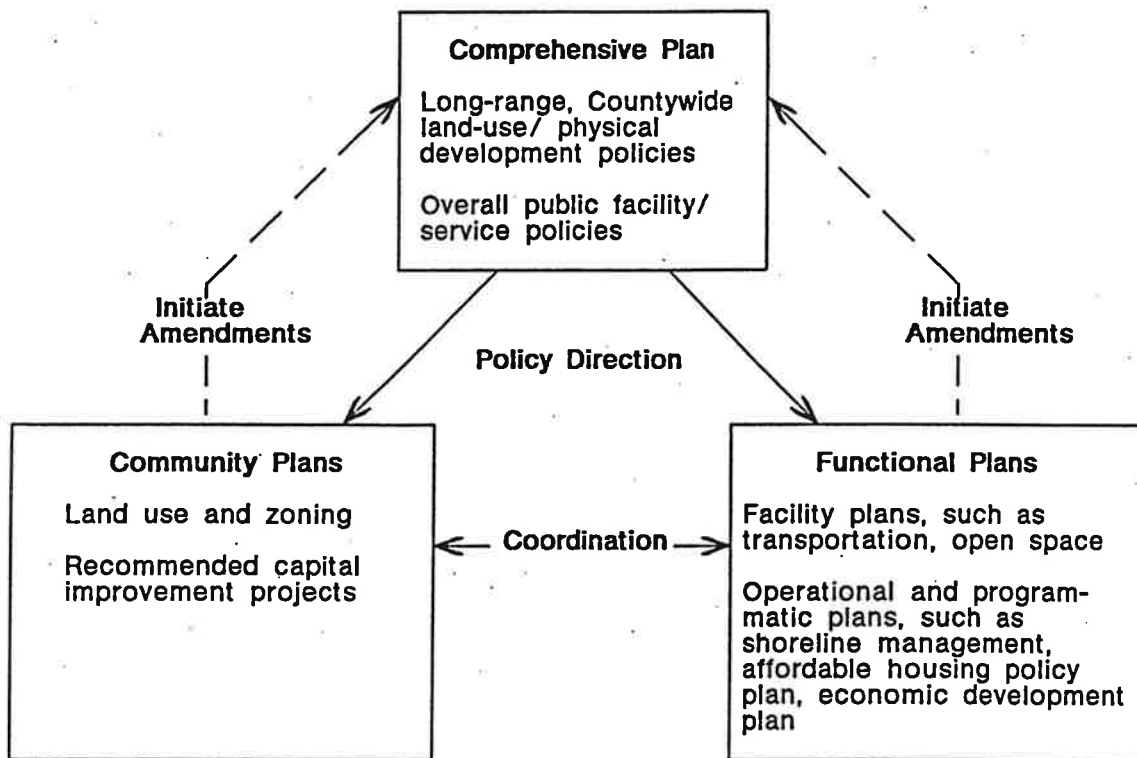 Comprehensive Plan
Long-range, Countywide
land-use/ physical
development policies
Overall public facility/
service policies
Initiate
Amendments
Initiate
Amendments
Policy Direction
Community Plans
Land use and zoning
Recommended capital
improvement projects
Coordination
Functional Plans
Facility plans, such as
transportation, open space
Operational and program-
matic plans, such as
shoreline management,
affordable housing policy
plan, economic development
plan